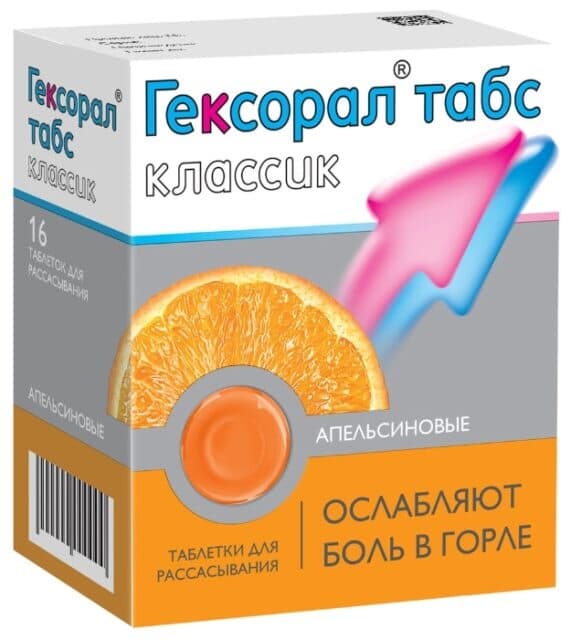 Гексорал® табс
классик
АПЕЛЬСИНОВЫЕ
ТАБЛЕТКИ ДЛЯ
РАССАСЫВАНИЯ
ОСЛАБЛЯЮТ
БОЛЬ В ГОРЛЕ
Гексорал®
табс
классик
16
ТАБЛЕТОК ДЛЯ
РАССАСЫВАНИЯ
АПЕЛЬСИНОВЫЕ